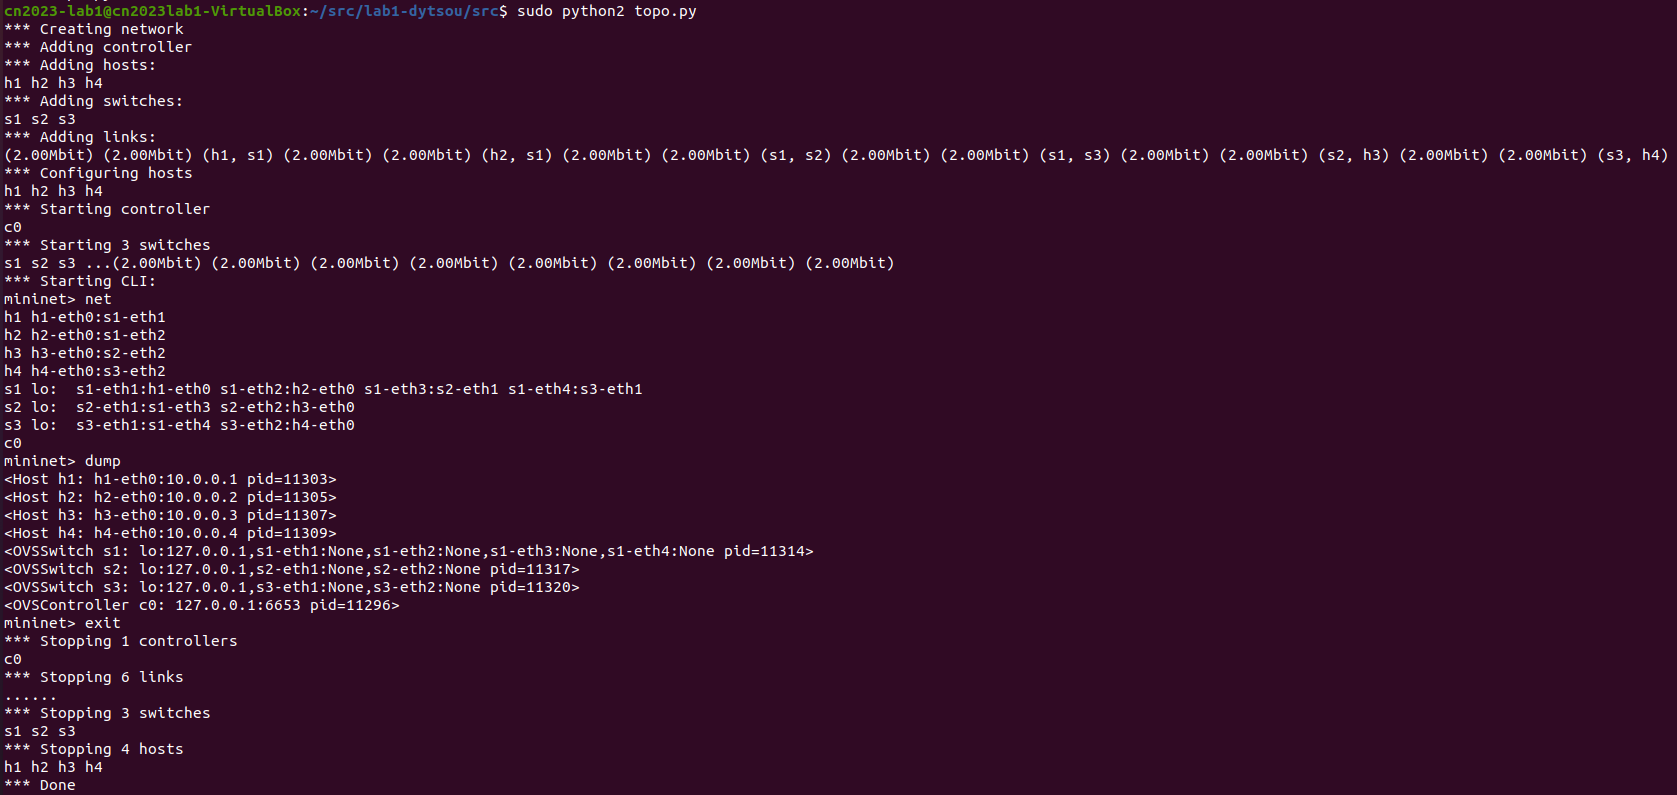 cn2023-lab1@cn2023lab1-VirtualBox:~/src/lab1-dytsou/src$ sudo python2 topo.py
*** Creating network
*** Adding controller
*** Adding hosts:
h1 h2 h3 h4
*** Adding switches:
s1 s2 s3
*** Adding links:
(2.00Mbit) (2.00Mbit) (h1, s1) (2.00Mbit) (2.00Mbit) (h2, s1) (2.00Mbit) (2.00Mbit) (s1, s2) (2.00Mbit) (2.00Mbit) (s1, s3) (2.00Mbit) (2.00Mbit) (s2, h3) (2.00Mbit) (2.00Mbit) (s3, h4)
*** Configuring hosts
h1 h2 h3 h4
*** Starting controller
c0
*** Starting 3 switches
s1 s2 s3 ...(2.00Mbit) (2.00Mbit) (2.00Mbit) (2.00Mbit) (2.00Mbit) (2.00Mbit) (2.00Mbit) (2.00Mbit)
*** Starting CLI:
mininet> net
h1 h1-eth0:s1-eth1
h2 h2-eth0:s1-eth2
h3 h3-eth0:s2-eth2
h4 h4-eth0:s3-eth2
s1 lo:  s1-eth1:h1-eth0 s1-eth2:h2-eth0 s1-eth3:s2-eth1 s1-eth4:s3-eth1
s2 lo:  s2-eth1:s1-eth3 s2-eth2:h3-eth0
s3 lo:  s3-eth1:s1-eth4 s3-eth2:h4-eth0
c0
mininet> dump
<Host h1: h1-eth0:10.0.0.1 pid=11303>
<Host h2: h2-eth0:10.0.0.2 pid=11305>
<Host h3: h3-eth0:10.0.0.3 pid=11307>
<Host h4: h4-eth0:10.0.0.4 pid=11309>
<OVSSwitch s1: lo:127.0.0.1,s1-eth1:None,s1-eth2:None,s1-eth3:None,s1-eth4:None pid=11314>
<OVSSwitch s2: lo:127.0.0.1,s2-eth1:None,s2-eth2:None pid=11317>
<OVSSwitch s3: lo:127.0.0.1,s3-eth1:None,s3-eth2:None pid=11320>
<OVSController c0: 127.0.0.1:6653 pid=11296>
mininet> exit
*** Stopping 1 controllers
c0
*** Stopping 6 links
......
*** Stopping 3 switches
s1 s2 s3
*** Stopping 4 hosts
h1 h2 h3 h4
*** Done